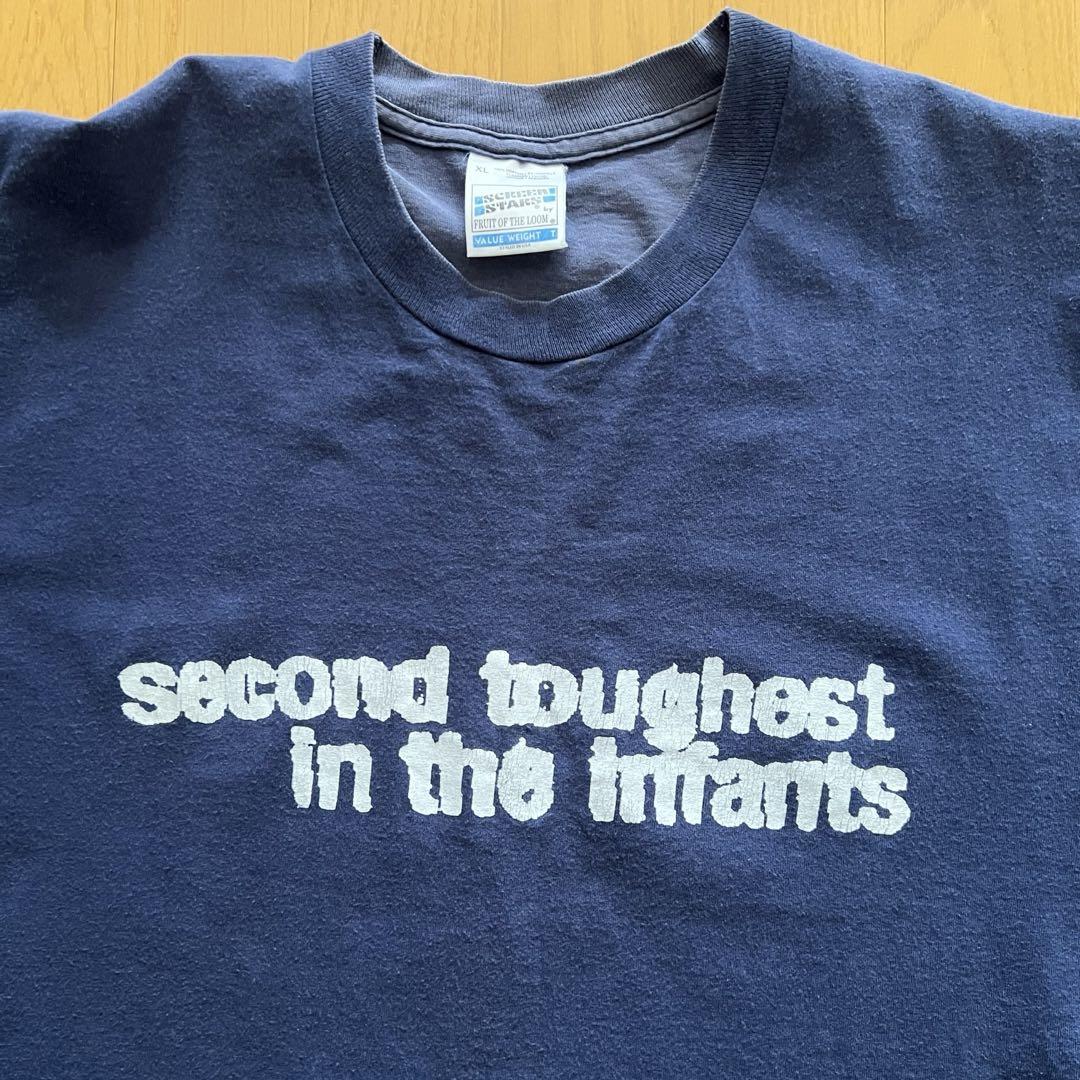 XL
SCREEN
STARS®
by
FRUIT OF THE LOOM®
VALUE WEIGHT T
second toughest
in the infants